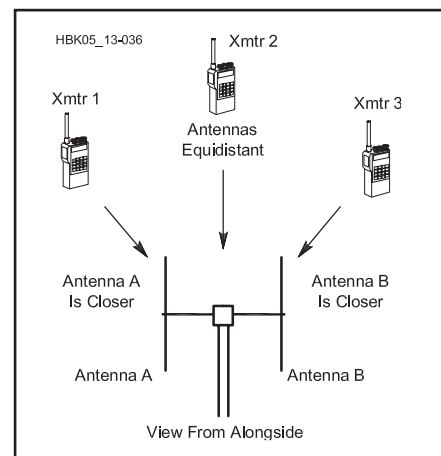 HBK05_13-036
Xmtr 2
Xmtr 1
Xmtr 3
Antennas
Equidistant
Antenna A
Is Closer
Antenna B
Is Closer
Antenna A
Antenna B
View From Alongside